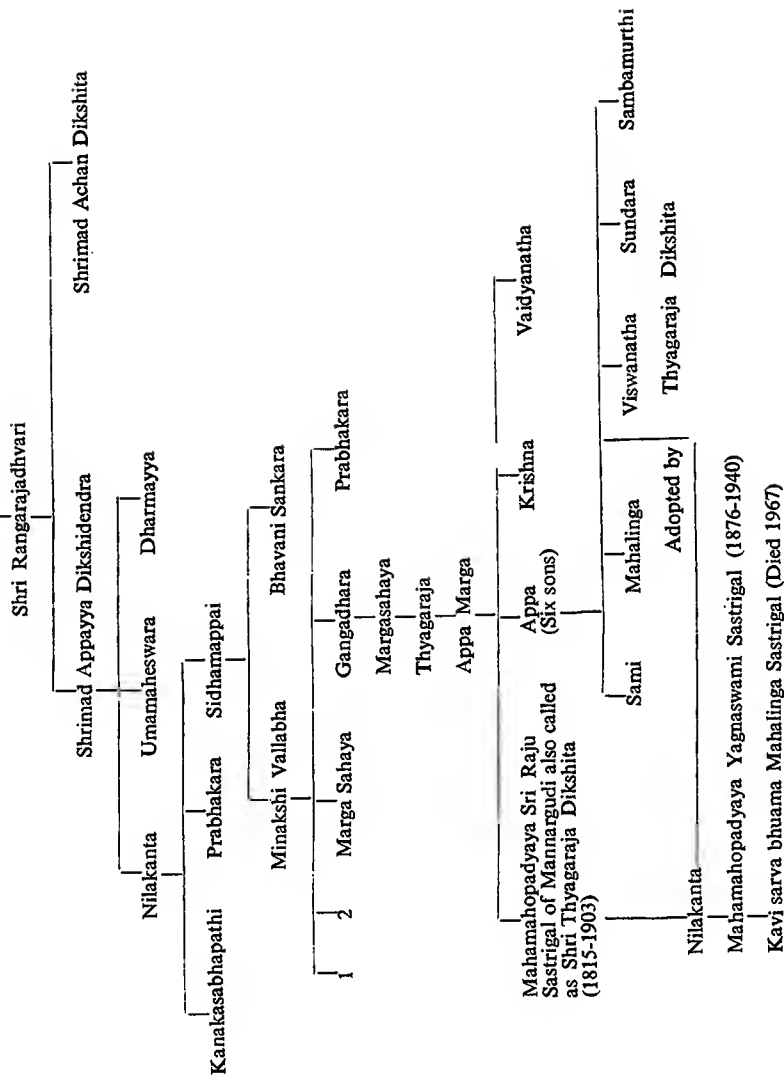 Shri Rangarajadhvari
Shrimad Appayya Dikshidendra Shrimad Achan Dikshita
Nilakanta Umamaheswara Dharmayya
Kanakasabhapathi Prabhakara Sidhamappai
Minakshi Vallabha Bhavani Sankara
1 2 Marga Sahaya Gangadhara Prabhakara
Margasahaya
Thyagaraja
Appa Marga
Mahamahopadyaya Sri Raju
Sastrigal of Mannargudi also called
as Shri Thyagaraja Dikshita
(1815-1903)
Appa
(Six sons)
Krishna
Vaidyanatha
Sami Mahalinga Viswanatha Sundara Sambamurthi
Adopted by Thyagaraja Dikshita
Nilakanta
Mahamahopadyaya Yagnaswami Sastrigal (1876-1940)
Kavi sarva bhuama Mahalinga Sastrigal (Died 1967)